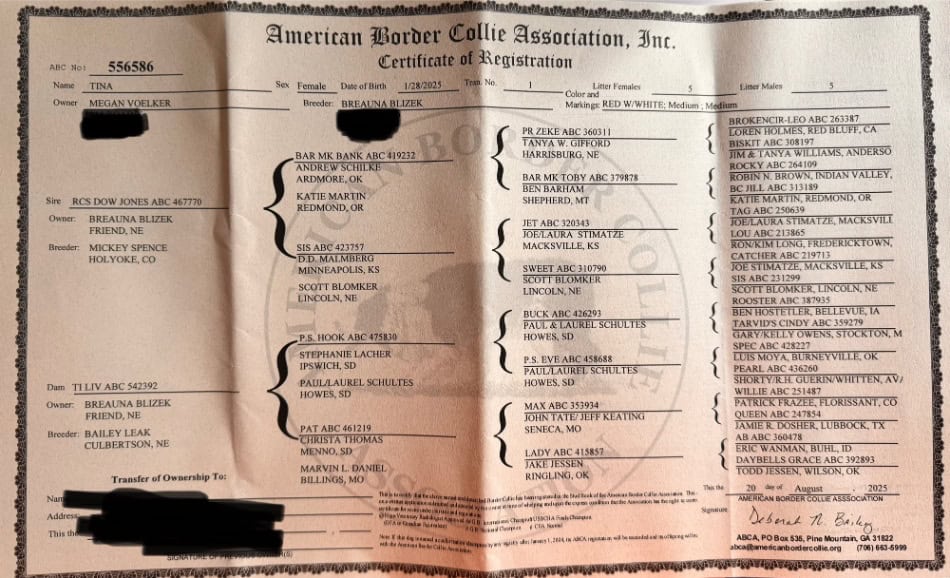 American Border Collie Association, Inc.
Certificate of Registration
ABC No: 556586
Name TINA Sex Female Date of Birth 1/28/2025 Tran. No. 1 Litter Females 5 Litter Males 5
Owner MEGAN VOELKER Breeder: BREAUNA BLIZEK Color and Markings: RED W/WHITE; Medium ; Medium
Sire RCS DOW JONES ABC 467770
Owner: BREAUNA BLIZEK
FRIEND, NE
Breeder: MICKEY SPENCE
HOLYOKE, CO
Dam TI LIV ABC 542392
Owner: BREAUNA BLIZEK
FRIEND, NE
Breeder: BAILEY LEAK
CULBERTSON, NE
BAR MK BANK ABC 419232
ANDREW SCHILKE
ARDMORE, OK
KATIE MARTIN
REDMOND, OR
SIS ABC 423757
D.D. MALMBERG
MINNEAPOLIS, KS
SCOTT BLOMKER
LINCOLN, NE
P.S. HOOK ABC 475830
STEPHANIE LACHER
IPSWICH, SD
PAUL/LAUREL SCHULTES
HOWES, SD
PAT ABC 461219
CHRISTA THOMAS
MENNO, SD
MARVIN L. DANIEL
BILLINGS, MO
PR ZEKE ABC 360311
TANYA W. GIFFORD
HARRISBURG, NE
BAR MK TOBY ABC 379878
BEN BARHAM
SHEPHERD, MT
JET ABC 320343
JOE/LAURA STIMATZE
MACKSVILLE, KS
SWEET ABC 310790
SCOTT BLOMKER
LINCOLN, NE
BUCK ABC 426293
PAUL & LAUREL SCHULTES
HOWES, SD
P.S. EVE ABC 458688
PAUL/LAUREL SCHULTES
HOWES, SD
MAX ABC 353934
JOHN TATE/ JEFF KEATING
SENECA, MO
LADY ABC 415857
JAKE JESSEN
RINGLING, OK
BROKENCIR-LEO ABC 263387
LOREN HOLMES, RED BLUFF, CA
BISKIT ABC 308197
JIM & TANYA WILLIAMS, ANDERSO
ROCKY ABC 264109
ROBIN N. BROWN, INDIAN VALLEY,
BC JILL ABC 313189
KATIE MARTIN, REDMOND, OR
TAG ABC 250639
JOE/LAURA STIMATZE, MACKSVILL
LOU ABC 213865
RON/KIM LONG, FREDERICKTOWN,
CATCHER ABC 219713
JOE STIMATZE, MACKSVILLE, KS
SIS ABC 231299
SCOTT BLOMKER, LINCOLN, NE
ROOSTER ABC 387935
BEN HOSTETLER, BELLEVUE, IA
TARVID'S CINDY ABC 359279
GARY/KELLY OWENS, STOCKTON, M
SPEC ABC 428227
LUIS MOYA, BURNEYVILLE, OK
PEARL ABC 436260
SHORTY/R.H. GUERIN/WHITTEN, AV/
WILLIE ABC 251487
PATRICK FRAZEE, FLORISSANT, CO
QUEEN ABC 247854
JAMIE R. DOSHER, LUBBOCK, TX
AB ABC 360478
ERIC WANMAN, BUHL, ID
DAYBELLS GRACE ABC 392893
TODD JESSEN, WILSON, OK
Transfer of Ownership To:
Name
Address:
This the
SIGNATURE OF PREVIOUS
This the 20 day of August , 2025
AMERICAN BORDER COLLIE ASSSOCIATION
Signature Deborah N. Bailey
ABCA, PO Box 535, Pine Mountain, GA 31822
abca@americanbordercollie.org (706) 663-5999